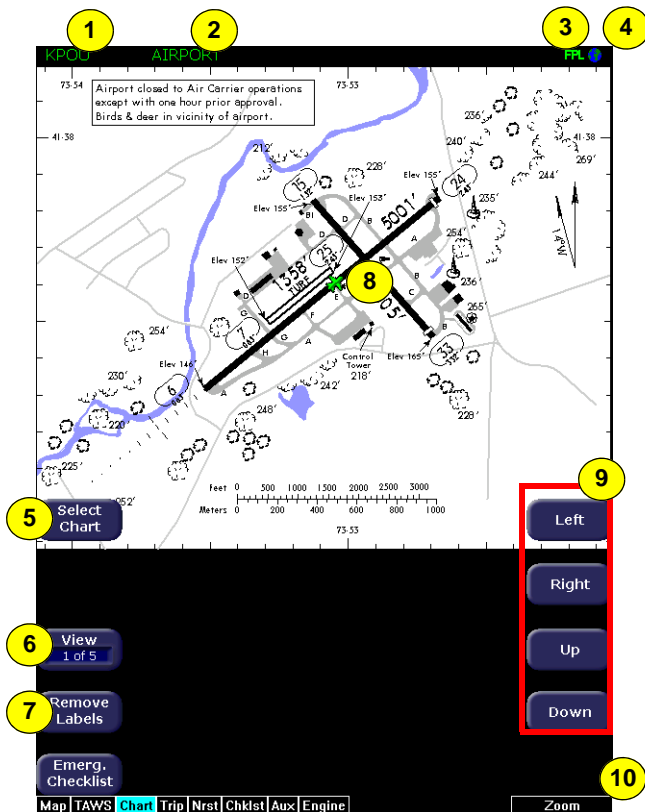 1
2
3
4
KPOU
AIRPORT
FPL
73-54
73-53
Airport closed to Air Carrier operations
except with one hour prior approval.
Birds & deer in vicinity of airport.
41-38
41-38
236'
212'
240'
269'
228'
244'
Elev 155'
24
15
Elev 153'
235'
Elev 155'
5001'
BI
D
D
B
A
14°W
D
25
254'
Elev 152'
1358'
TURF
8
236'
D
E
C
265'
G
F
B
7
254'
G
A
H
Control
Tower
218'
Elev 165'
33
Elev 146'
6
A
230'
242'
248'
228'
220'
225'
Feet 0 500 1000 2000 3000
Meters 200 400 600 800 1000
252'
73-53
9
5
Select
Chart
Left
Right
6
View
1 of 5
Up
7
Remove
Labels
Down
Emerg.
Checklist
10
Map TAWS Chart Trip Nrst Chklst Aux Engine
Zoom